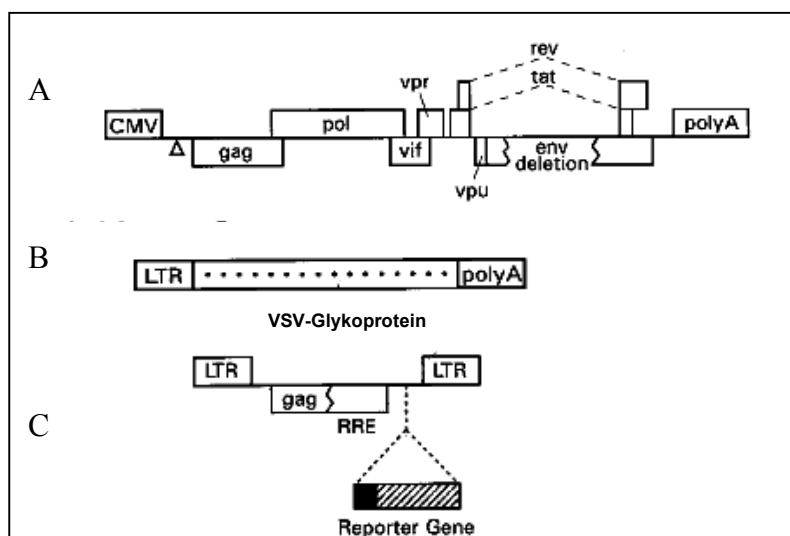 A
rev
vpr
tat
CMV
pol
polyA
Δ
gag
vif
env
deletion
vpu
B
LTR
polyA
VSV-Glykoprotein
LTR
LTR
gag
RRE
C
Reporter Gene